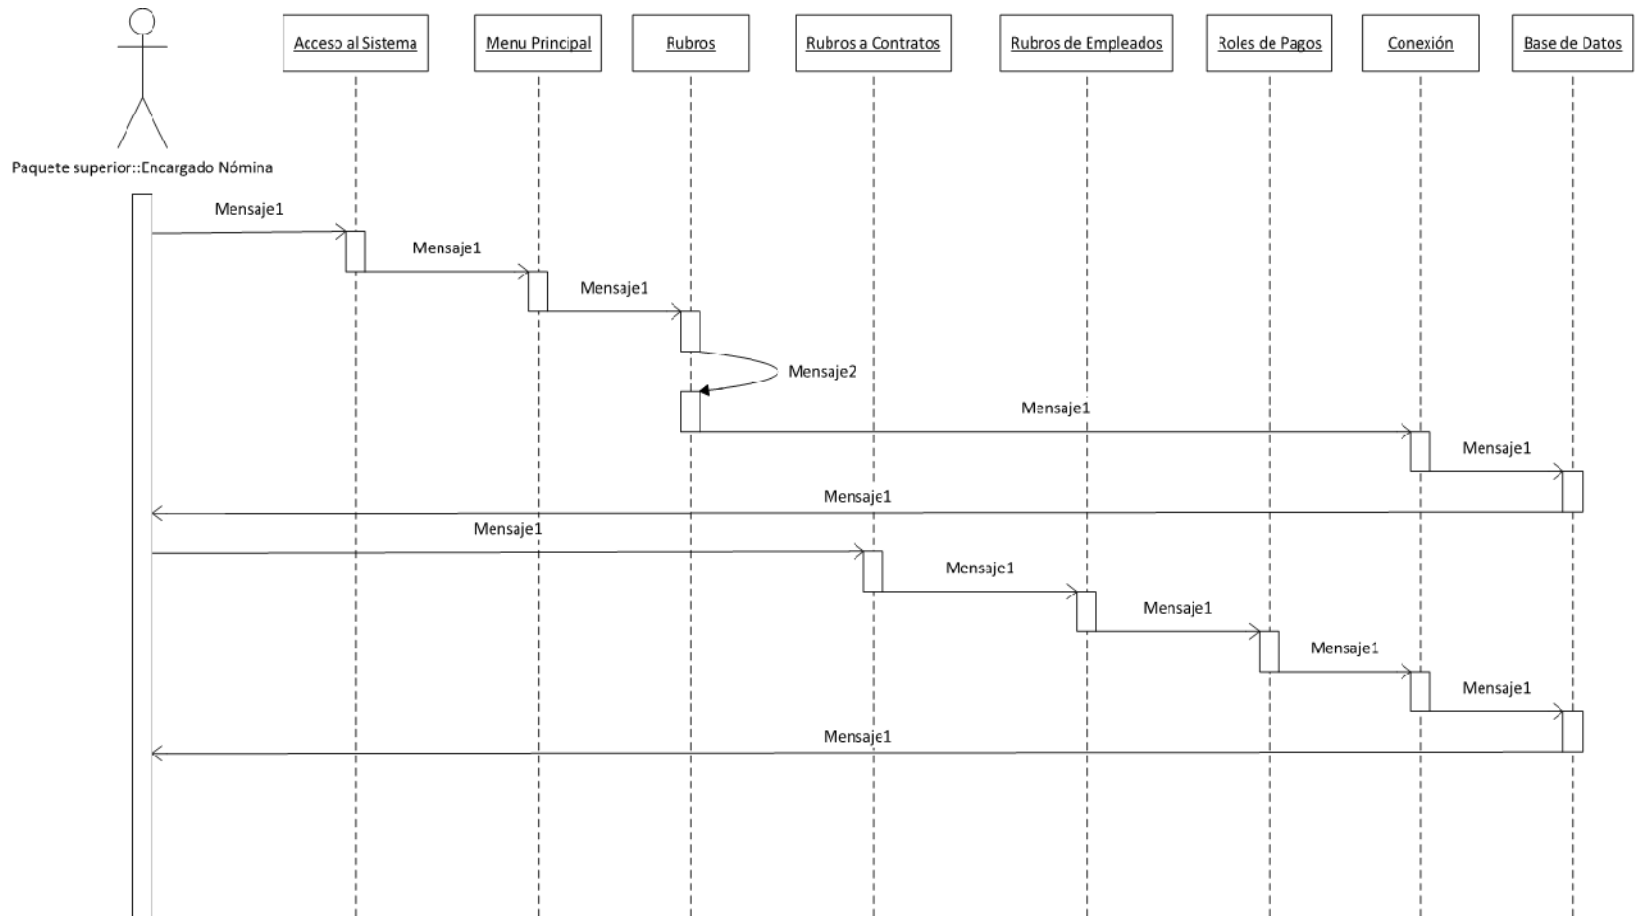 Acceso al Sistema
Menu Principal
Rubros
Rubros a Contratos
Rubros de Empleados
Roles de Pagos
Conexión
Base de Datos
Paquete superior::Encargado Nómina
Mensaje1
Mensaje1
Mensaje1
Mensaje2
Mensaje1
Mensaje1
Mensaje1
Mensaje1
Mensaje1
Mensaje1
Mensaje1
Mensaje1
Mensaje1